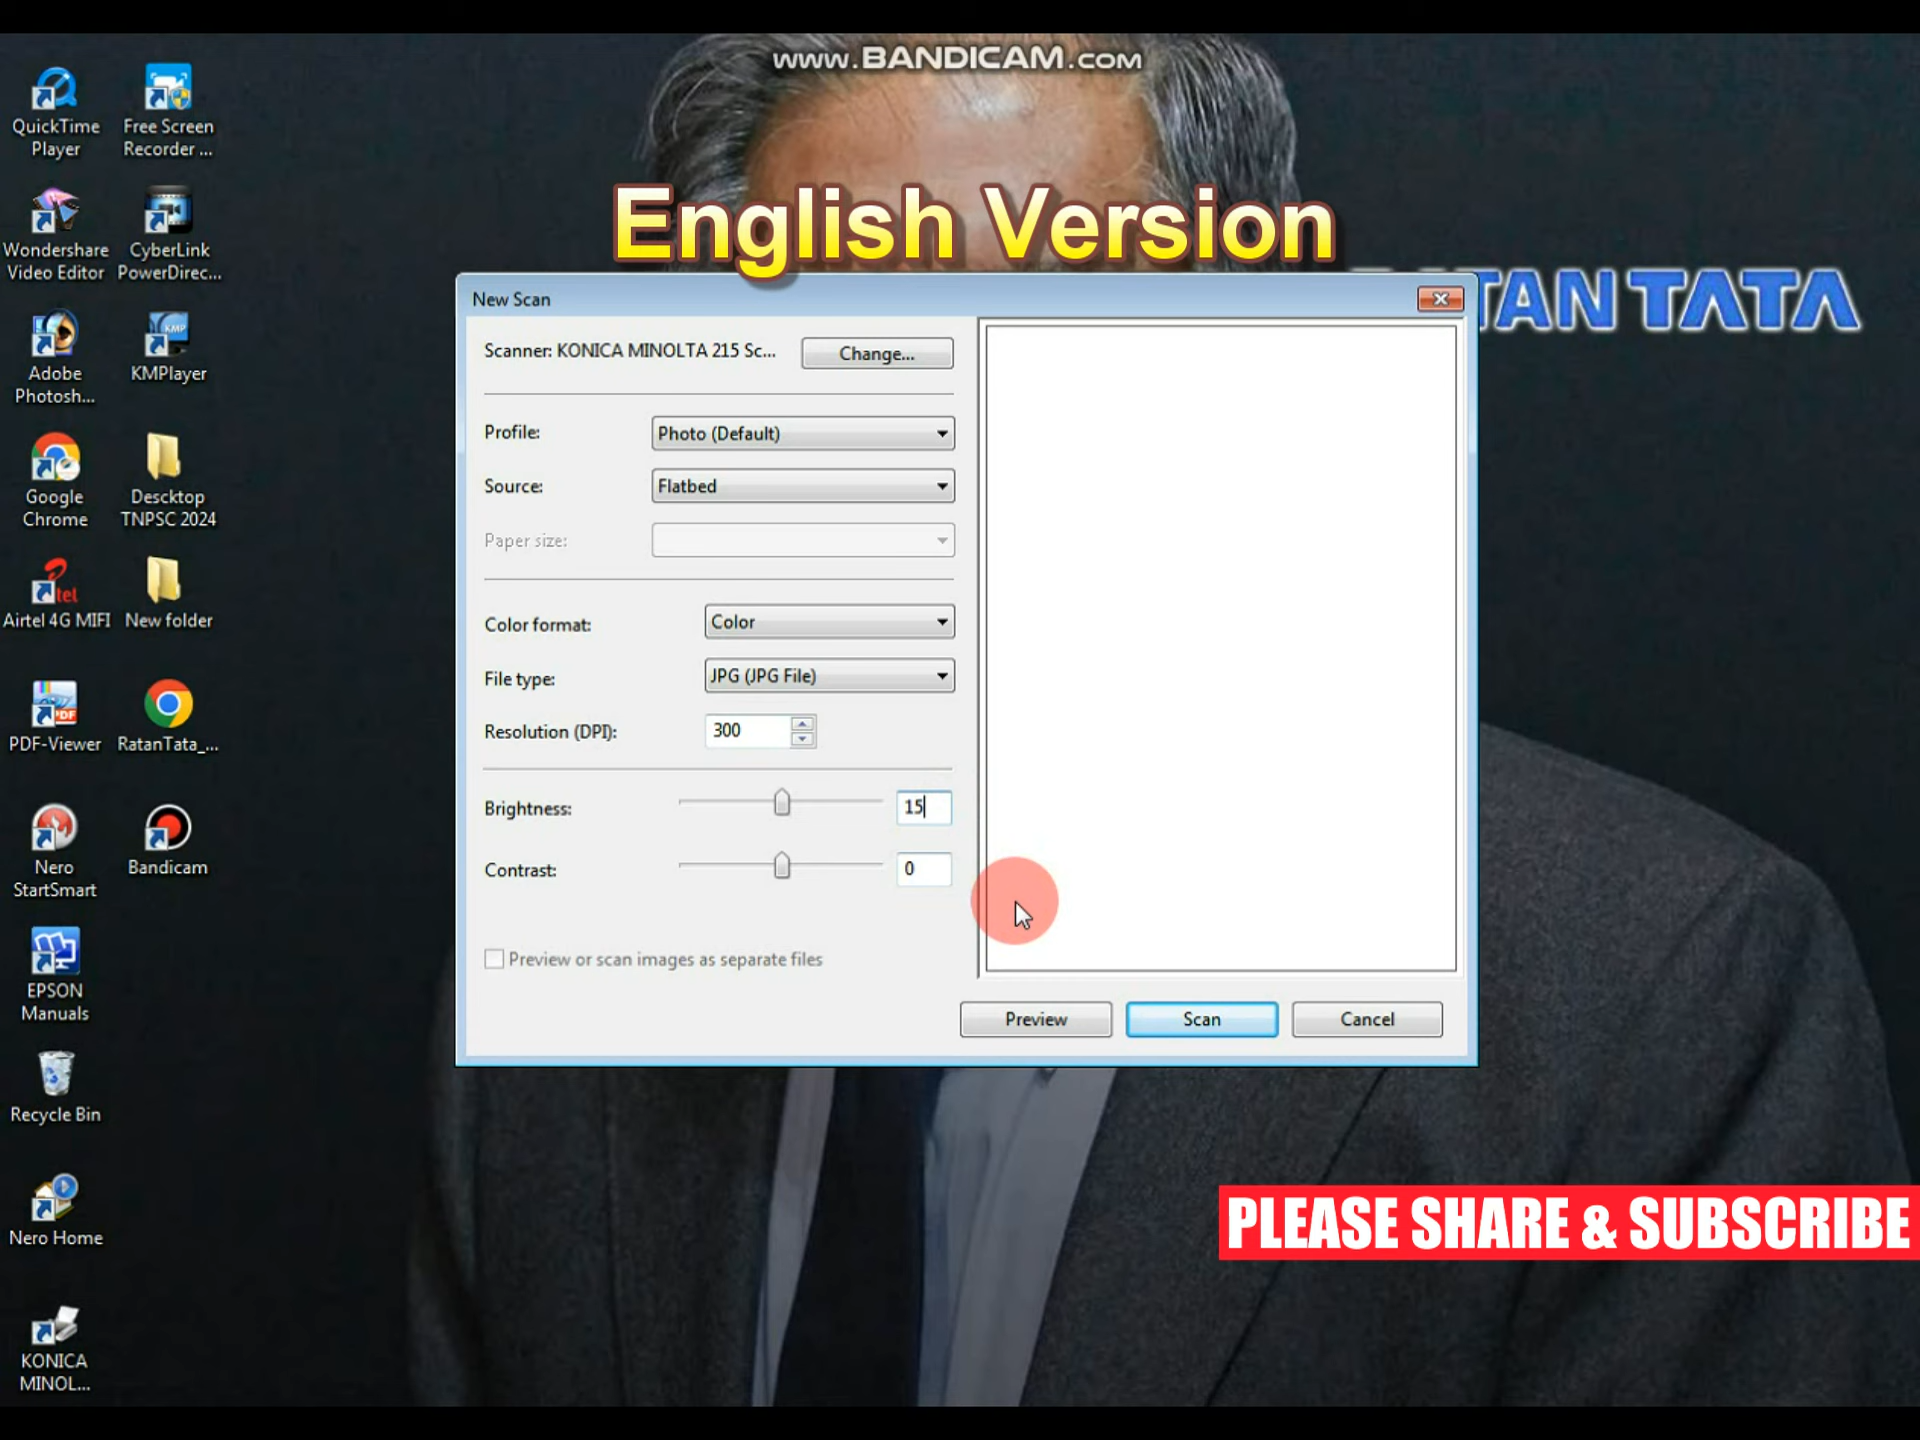 www.BANDICAM.com
English Version
TAN TATA
QuickTime
Player
Free Screen
Recorder ...
Wondershare
Video Editor
CyberLink
PowerDirec...
Adobe
Photosh...
KMPlayer
KMP
Google
Chrome
Descktop
TNPSC 2024
tel
Airtel 4G MIFI
New folder
PDF
PDF-Viewer
RatanTata_...
Nero
StartSmart
Bandicam
EPSON
Manuals
Recycle Bin
Nero Home
KONICA
MINOL...
New Scan
Scanner: KONICA MINOLTA 215 Sc...
Change...
Profile:
Photo (Default)
Source:
Flatbed
Paper size:
Color format:
Color
File type:
JPG (JPG File)
Resolution (DPI):
300
Brightness:
15
Contrast:
0
Preview or scan images as separate files
Preview
Scan
Cancel
PLEASE SHARE & SUBSCRIBE